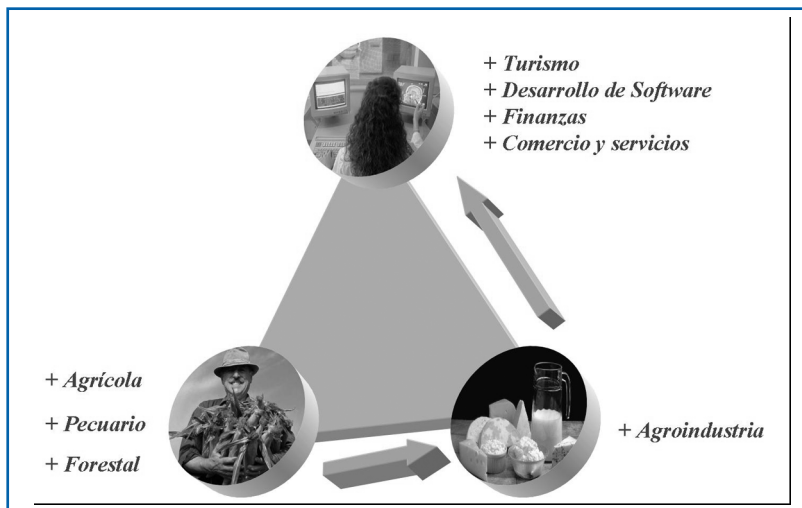 + Turismo
+ Desarrollo de Software
+ Finanzas
+ Comercio y servicios
+ Agrícola
+ Pecuario
+ Forestal
+ Agroindustria